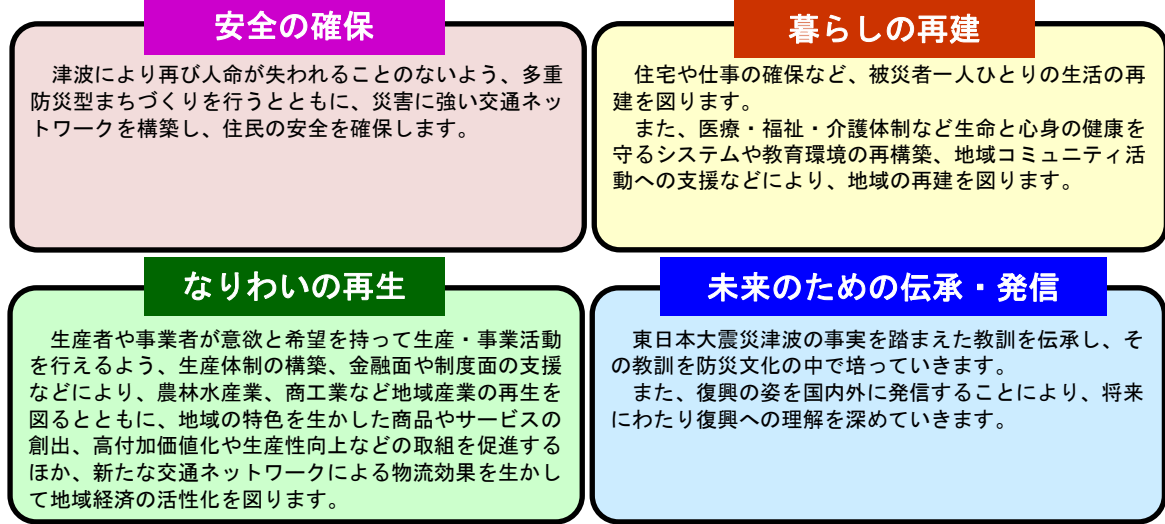 安全の確保
　津波により再び人命が失われることのないよう、多重
防災型まちづくりを行うとともに、災害に強い交通ネッ
トワークを構築し、住民の安全を確保します。
暮らしの再建
　住宅や仕事の確保など、被災者一人ひとりの生活の再
建を図ります。
　また、医療・福祉・介護体制など生命と心身の健康を
守るシステムや教育環境の再構築、地域コミュニティ活
動への支援などにより、地域の再建を図ります。
なりわいの再生
　生産者や事業者が意欲と希望を持って生産・事業活動
を行えるよう、生産体制の構築、金融面や制度面の支援
などにより、農林水産業、商工業など地域産業の再生を
図るとともに、地域の特色を生かした商品やサービスの
創出、高付加価値化や生産性向上などの取組を促進する
ほか、新たな交通ネットワークによる物流効果を生かし
て地域経済の活性化を図ります。
未来のための伝承・発信
　東日本大震災津波の事実を踏まえた教訓を伝承し、そ
の教訓を防災文化の中で培っていきます。
　また、復興の姿を国内外に発信することにより、将来
にわたり復興への理解を深めていきます。